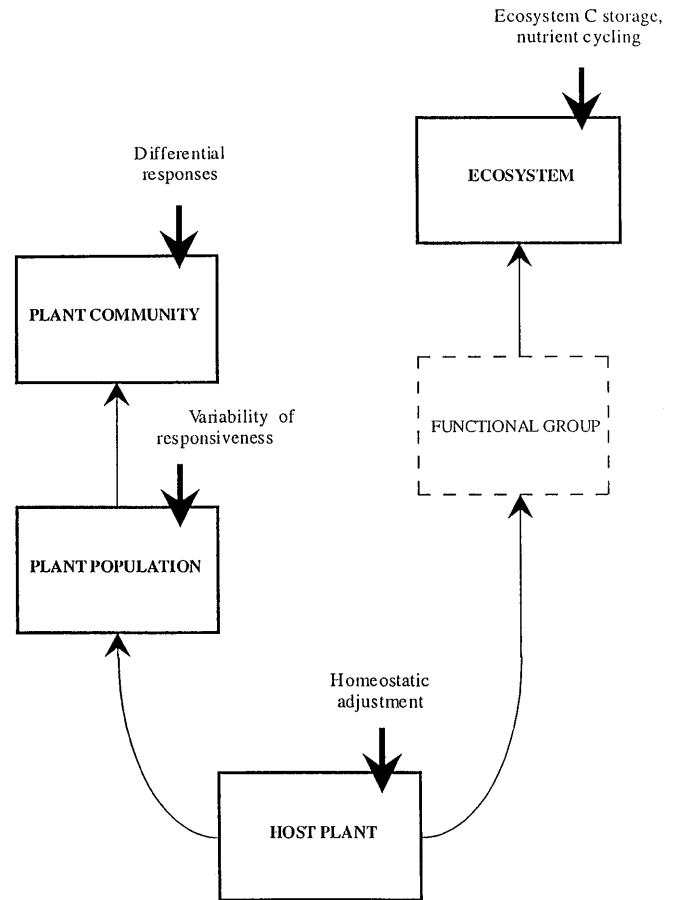 Ecosystem C storage,
nutrient cycling
ECOSYSTEM
Differential
responses
PLANT COMMUNITY
FUNCTIONAL GROUP
Variability of
responsiveness
PLANT POPULATION
Homeostatic
adjustment
HOST PLANT